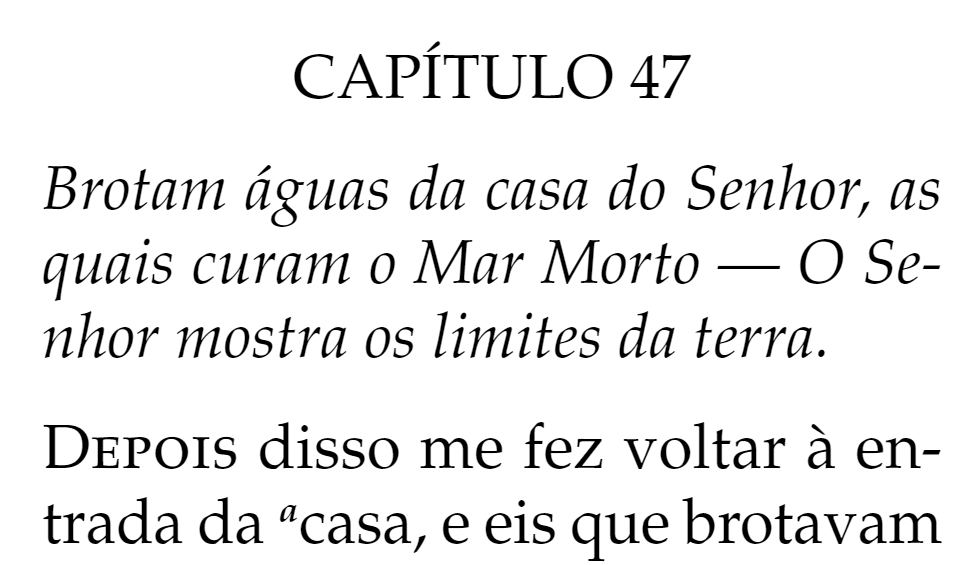 CAPÍTULO 47
Brotam águas da casa do Senhor, as
quais curam o Mar Morto — O Se-
nhor mostra os limites da terra.
Depois disso me fez voltar à en-
trada da ᵃcasa, e eis que brotavam